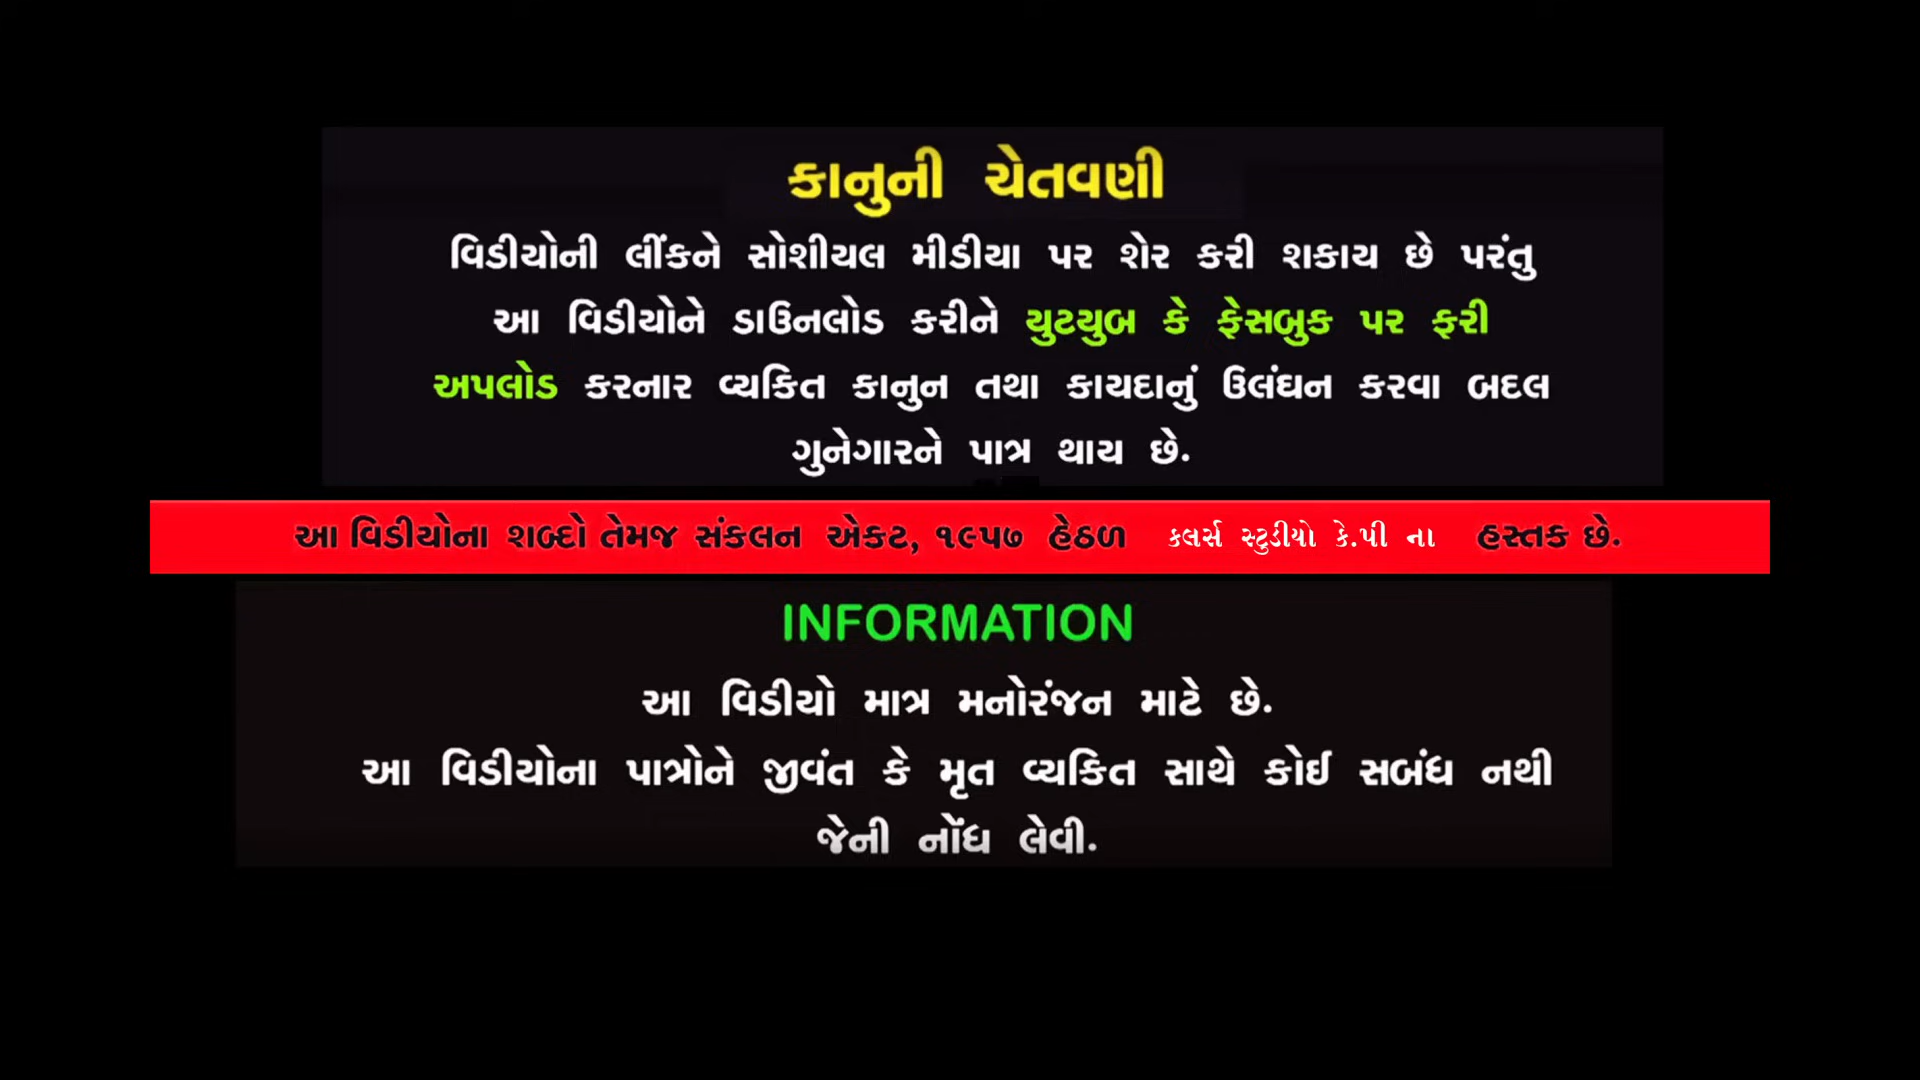 કાનુની ચેતવણી
વિડીયોની લીંકને સોશીયલ મીડીયા પર શેર કરી શકાય છે પરંતુ
આ વિડીયોને ડાઉનલોડ કરીને યુટયુબ કે ફેસબુક પર ફરી
અપલોડ કરનાર વ્યકિત કાનુન તથા કાયદાનું ઉલંઘન કરવા બદલ
ગુનેગારને પાત્ર થાય છે.
આ વિડીયોના શબ્દો તેમજ સંકલન એકટ, ૧૯૫૭ હેઠળ કલર્સ સ્ટુડીયો કે.પી ના હસ્તક છે.
INFORMATION
આ વિડીયો માત્ર મનોરંજન માટે છે.
આ વિડીયોના પાત્રોને જીવંત કે મૃત વ્યકિત સાથે કોઈ સબંધ નથી
જેની નોંધ લેવી.